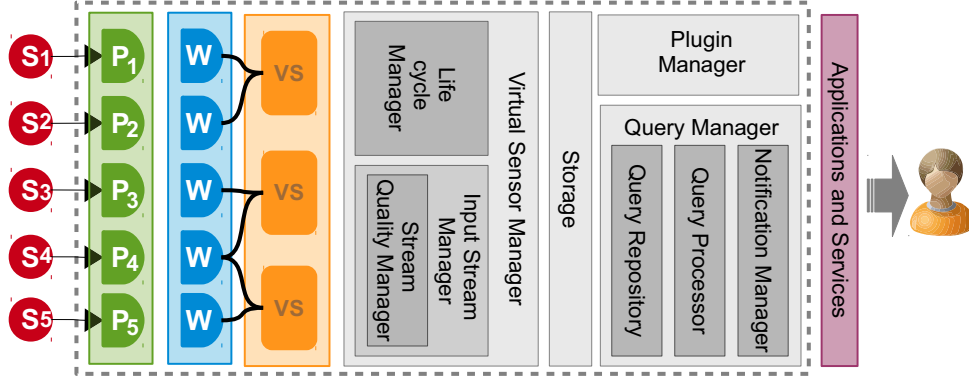 S1
S2
S3
S4
S5
P1
P2
P3
P4
P5
W
W
W
W
W
VS
VS
VS
Life
cycle
Manager
Input Stream
Manager
Stream
Quality Manager
Virtual Sensor Manager
Storage
Plugin
Manager
Query Manager
Query Repository
Query Processor
Notification Manager
Applications and Services